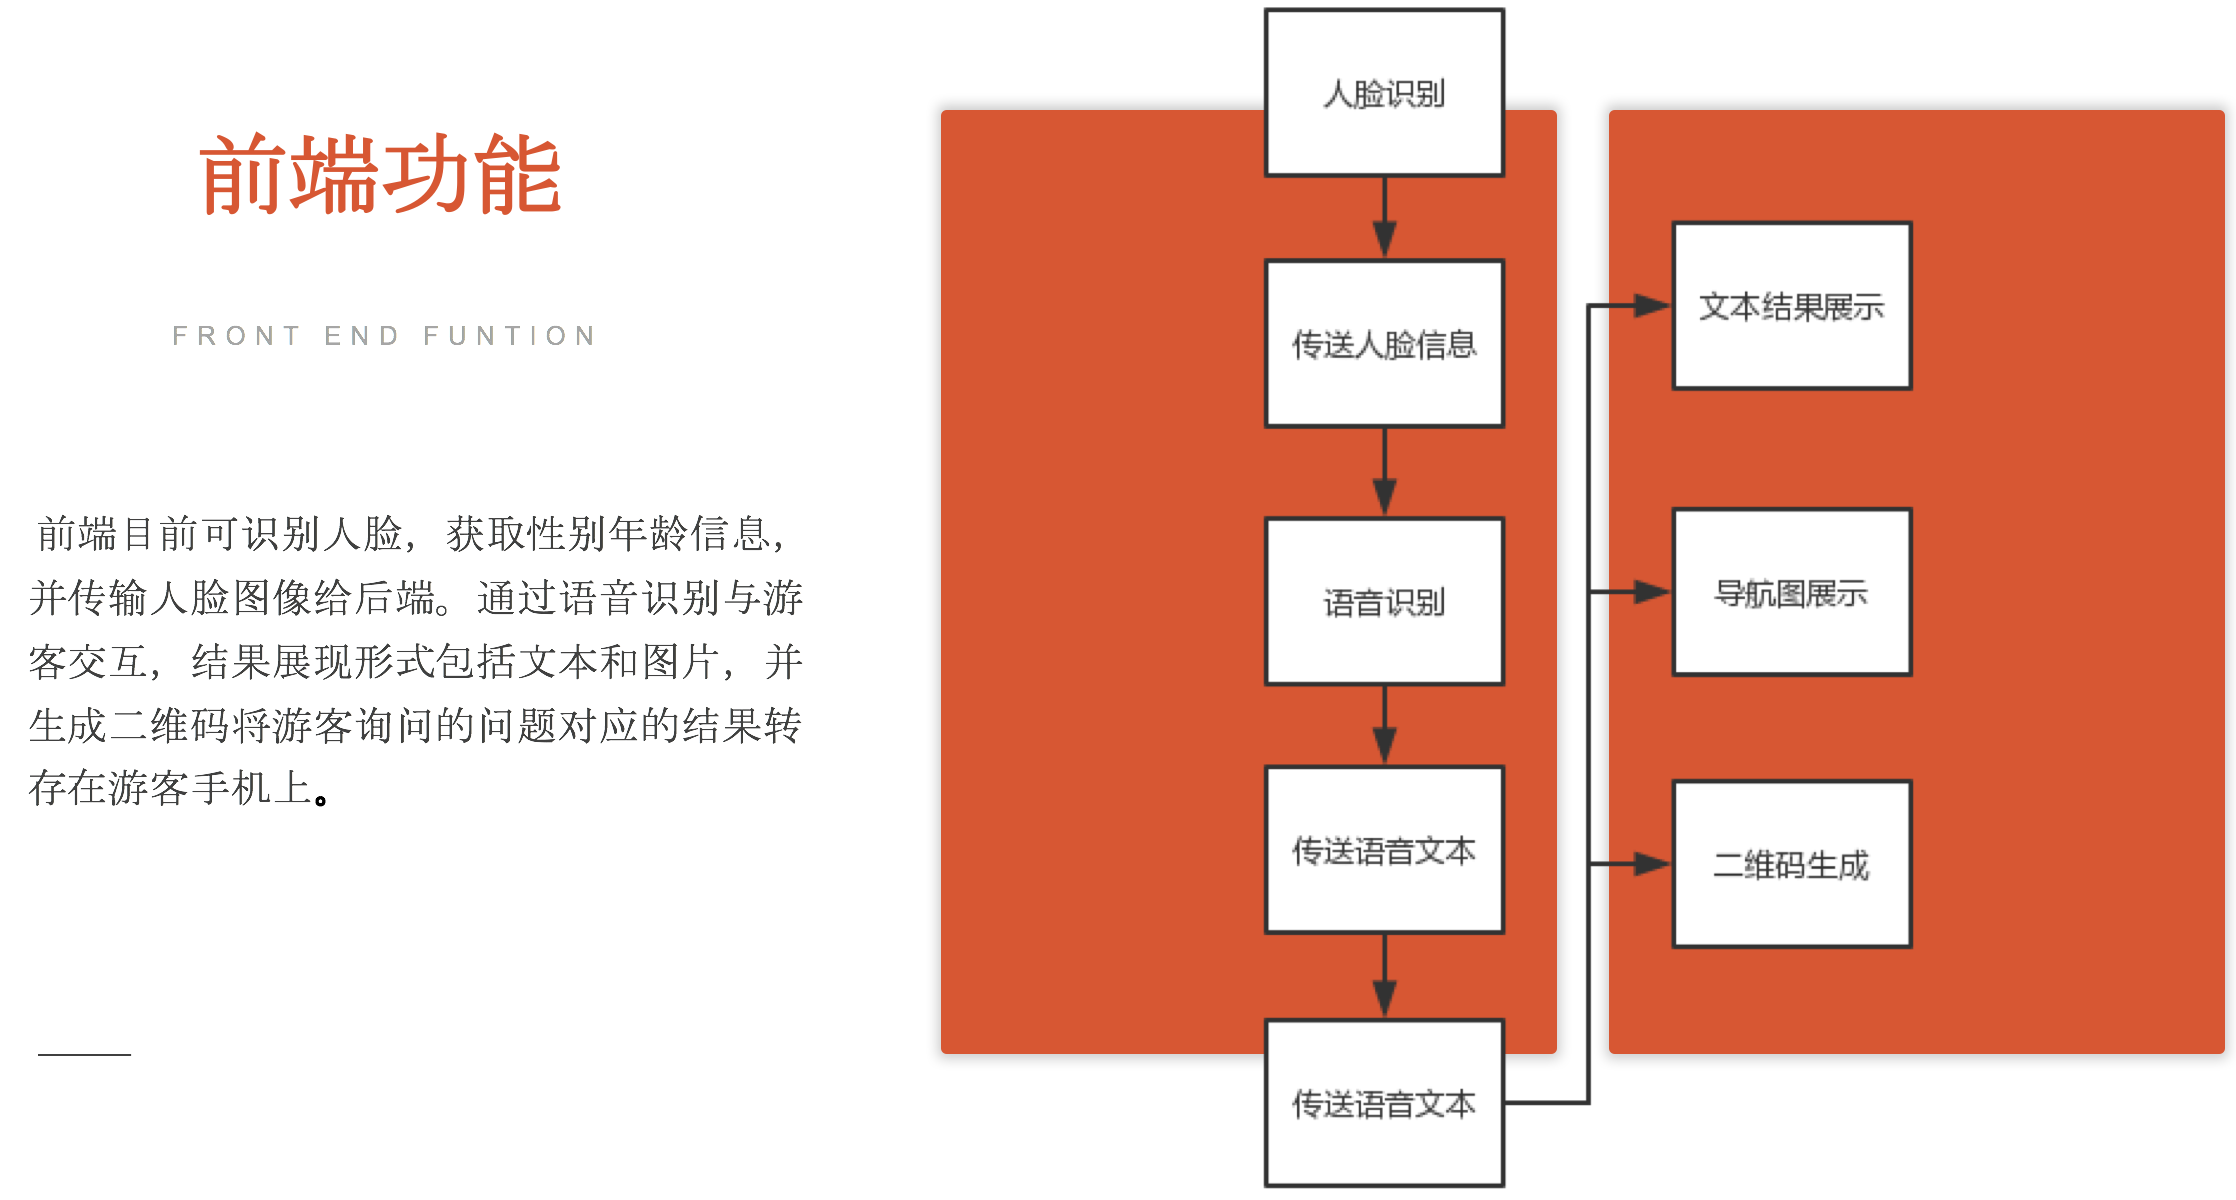 前端功能
FRONT END FUNTION
前端目前可识别人脸，获取性别年龄信息，
并传输人脸图像给后端。通过语音识别与游
客交互，结果展现形式包括文本和图片，并
生成二维码将游客询问的问题对应的结果转
存在游客手机上。
人脸识别
传送人脸信息
语音识别
传送语音文本
传送语音文本
文本结果展示
导航图展示
二维码生成